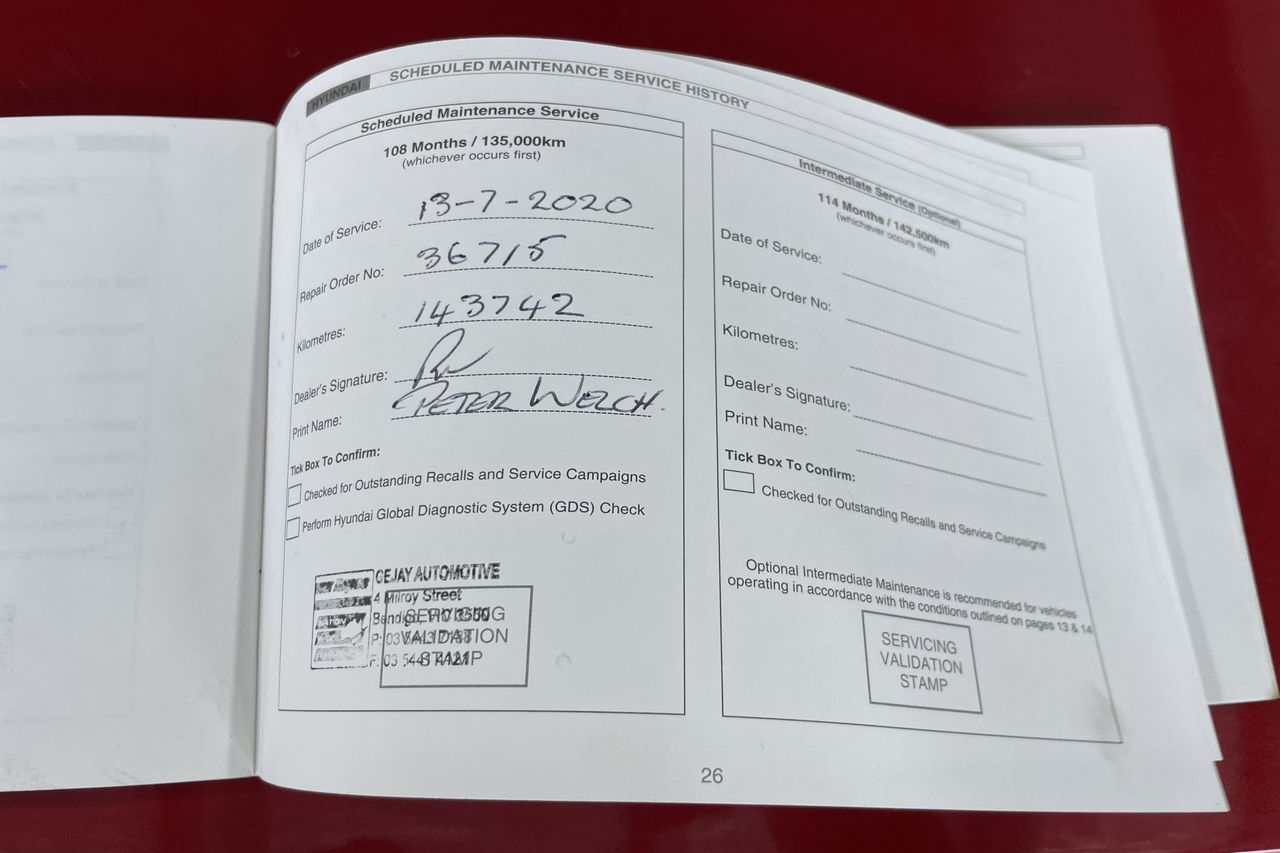 HYUNDAI
SCHEDULED MAINTENANCE SERVICE HISTORY
Scheduled Maintenance Service
108 Months / 135,000km
(whichever occurs first)
Date of Service: 13-7-2020
Repair Order No: 36715
Kilometres: 143742
Dealer's Signature:
Print Name: PETER WELCH.
Tick Box To Confirm:
Checked for Outstanding Recalls and Service Campaigns
Perform Hyundai Global Diagnostic System (GDS) Check
CEJAY AUTOMOTIVE
4 Milroy Street
Bendigo, VIC 3550
P: 03
F: 03
SERVICING
VALIDATION
STAMP
Intermediate Service (Optional)
114 Months / 142,500km
(whichever occurs first)
Date of Service:
Repair Order No:
Kilometres:
Dealer's Signature:
Print Name:
Tick Box To Confirm:
Checked for Outstanding Recalls and Service Campaigns
Optional Intermediate Maintenance is recommended for vehicles
operating in accordance with the conditions outlined on pages 13 & 14
SERVICING
VALIDATION
STAMP
26